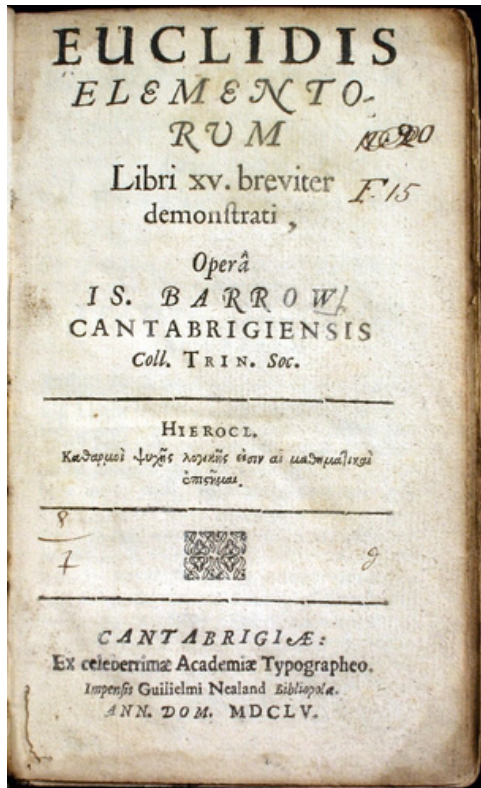 EUCLIDIS
ELEMENTO-
RUM
Libri xv. breviter
demonstrati,
F. 15
Operâ
IS. BARROW
CANTABRIGIENSIS
Coll. TRIN. Soc.
HIEROCL.
Καθαρμοὶ ψυχῆς λογικῆς εἰσιν αἱ μαθηματικαὶ
ἐπιστῆμαι.
8
7
9
CANTABRIGIÆ:
Ex celeberrimæ Academiæ Typographeo.
Impensis Guilielmi Nealand Bibliopolæ.
ANN. DOM. MDCLV.